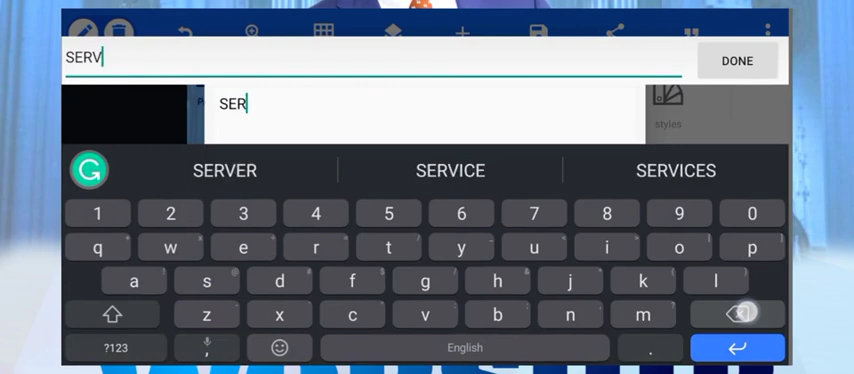 SERV
DONE
SER
styles
SERVER SERVICE SERVICES
1 2 3 4 5 6 7 8 9 0
q w e r t y u i o p
a s d f g h j k l
z x c v b n m
?123 , English .